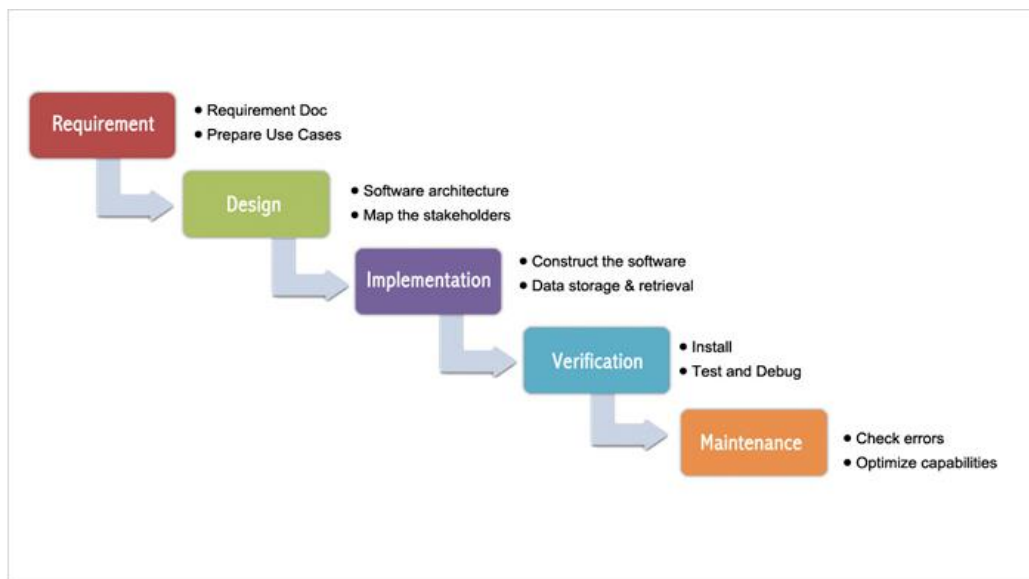 Requirement
• Requirement Doc
• Prepare Use Cases
Design
• Software architecture
• Map the stakeholders
Implementation
• Construct the software
• Data storage & retrieval
Verification
• Install
• Test and Debug
Maintenance
• Check errors
• Optimize capabilities